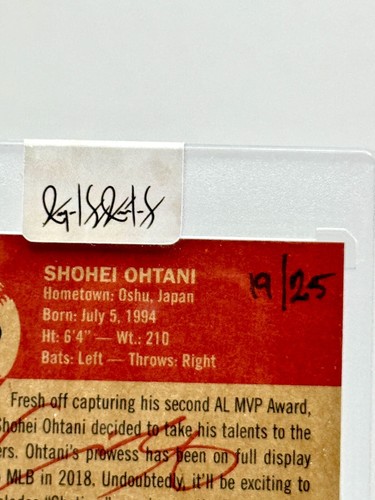 SHOHEI OHTANI
19/25
Hometown: Oshu, Japan
Born: July 5, 1994
Ht: 6'4" — Wt.: 210
Bats: Left — Throws: Right
Fresh off capturing his second AL MVP Award,
Shohei Ohtani decided to take his talents to the
ers. Ohtani's prowess has been on full display
MLB in 2018. Undoubtedly, it'll be exciting to